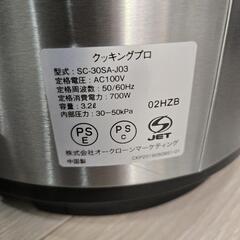 クッキングプロ
型式：SC-30SA-J03
定格電圧：AC100V
定格周波数：50/60Hz
定格消費電力：700W
容量：3.2ℓ
内部圧力：30～50kPa
02HZB
PS
E
PS
C
JET
株式会社オークローンマーケティング
中国製